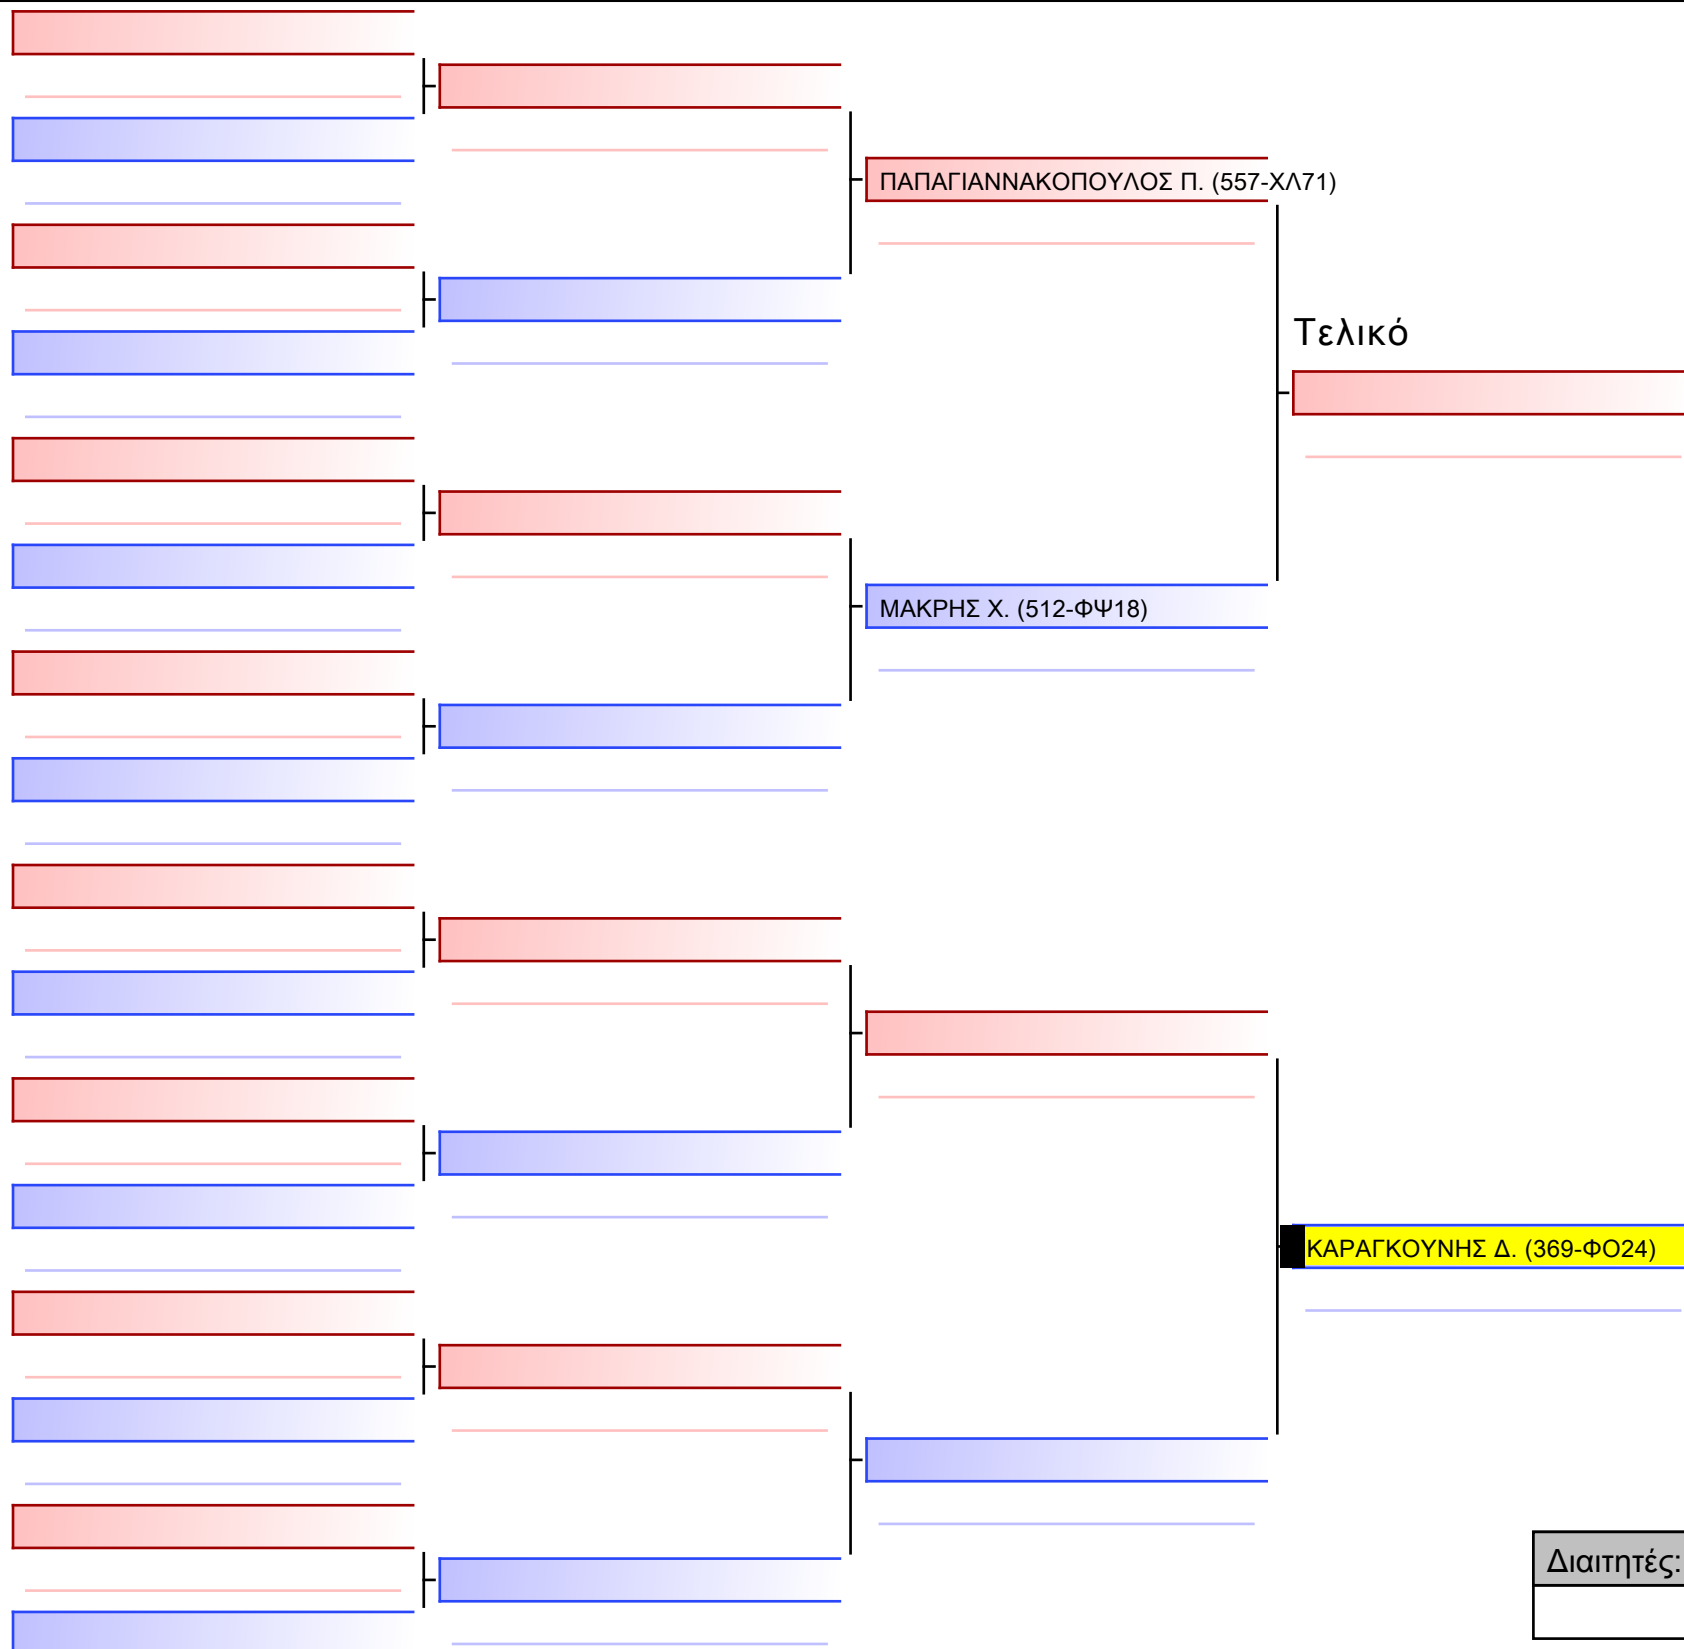 ΠΑΠΑΓΙΑΝΝΑΚΟΠΟΥΛΟΣ Π. (557-ΧΛ71)
Τελικό
ΜΑΚΡΗΣ Χ. (512-ΦΨ18)
ΚΑΡΑΓΚΟΥΝΗΣ Δ. (369-ΦΟ24)
Διαιτητές: